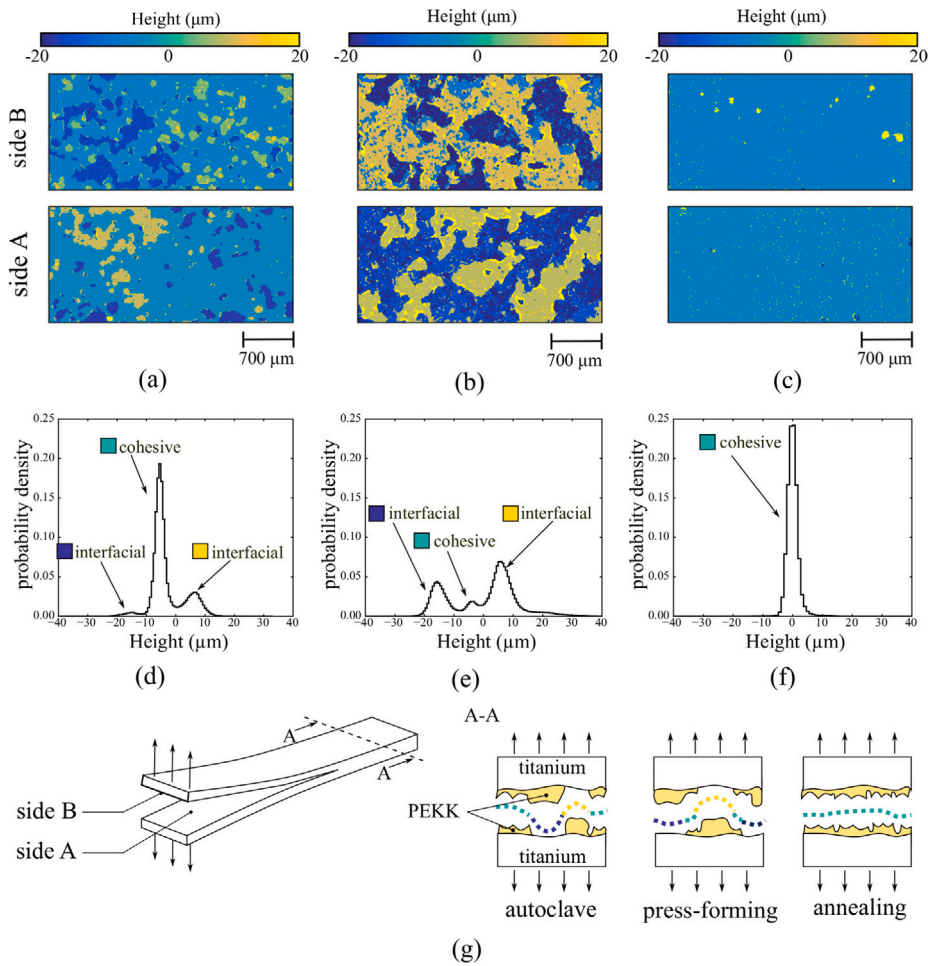 Height (µm)
Height (µm)
Height (µm)
-20
0
20
-20
0
20
-20
0
20
side B
side A
700 µm
700 µm
700 µm
(a)
(b)
(c)
0.25
0.20
0.15
0.10
0.05
0.00
probability density
cohesive
interfacial
interfacial
−40
−30
−20
−10
0
10
20
30
40
Height (µm)
(d)
0.25
0.20
0.15
0.10
0.05
0.00
probability density
interfacial
cohesive
interfacial
−40
−30
−20
−10
0
10
20
30
40
Height (µm)
(e)
0.25
0.20
0.15
0.10
0.05
0.00
probability density
cohesive
−40
−30
−20
−10
0
10
20
30
40
Height (µm)
(f)
A
A
side B
side A
A-A
titanium
PEKK
titanium
autoclave
press-forming
annealing
(g)